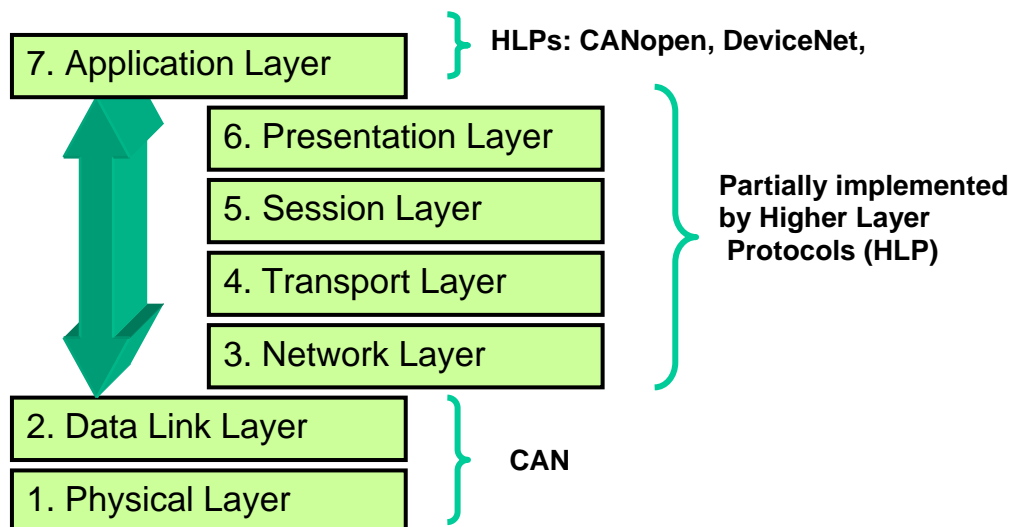 HLPs: CANopen, DeviceNet,
7. Application Layer
6. Presentation Layer
5. Session Layer
4. Transport Layer
3. Network Layer
Partially implemented
by Higher Layer
Protocols (HLP)
2. Data Link Layer
1. Physical Layer
CAN